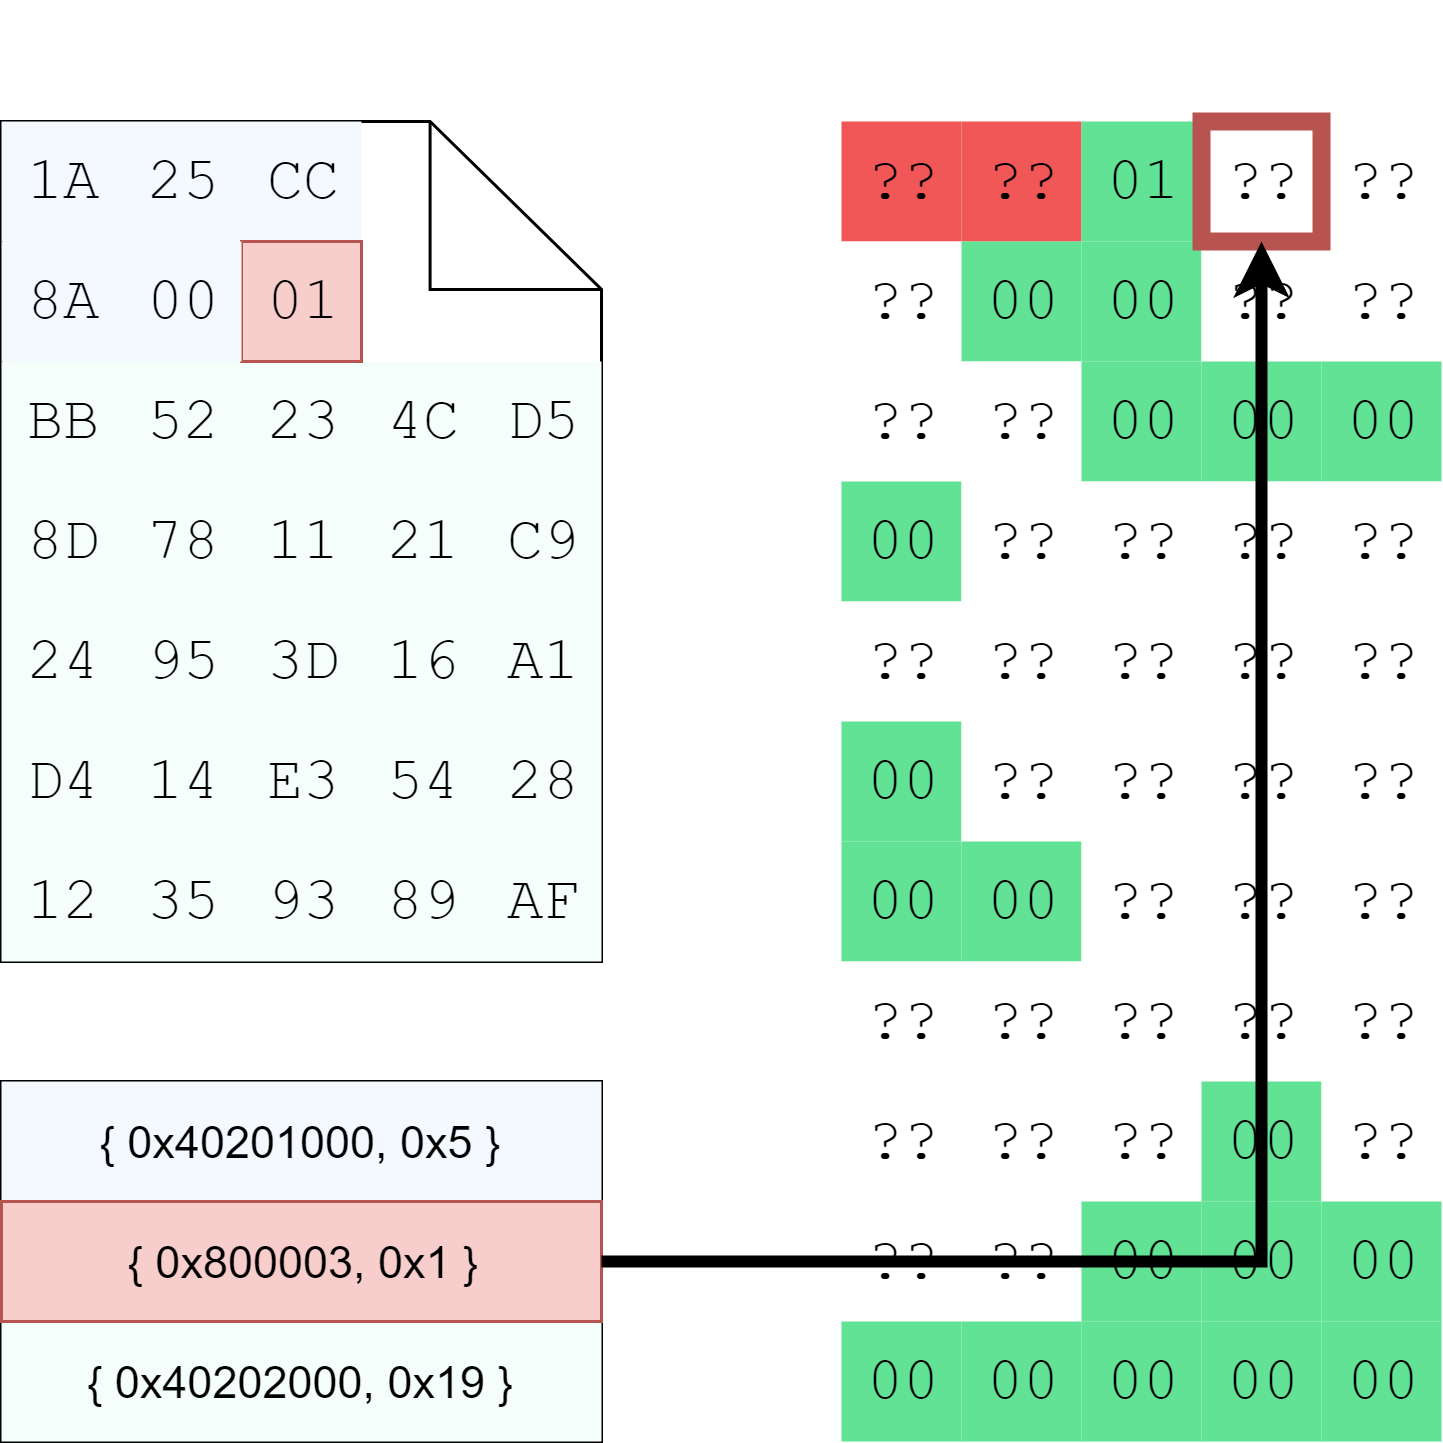 1A 25 CC
8A 00 01
BB 52 23 4C D5
8D 78 11 21 C9
24 95 3D 16 A1
D4 14 E3 54 28
12 35 93 89 AF
{ 0x40201000, 0x5 }
{ 0x800003, 0x1 }
{ 0x40202000, 0x19 }
?? ?? 01 ?? ??
?? 00 00 ?? ??
?? ?? 00 00 00
00 ?? ?? ?? ??
?? ?? ?? ?? ??
00 ?? ?? ?? ??
00 00 ?? ?? ??
?? ?? ?? ?? ??
?? ?? ?? 00 ??
?? ?? 00 00 00
00 00 00 00 00